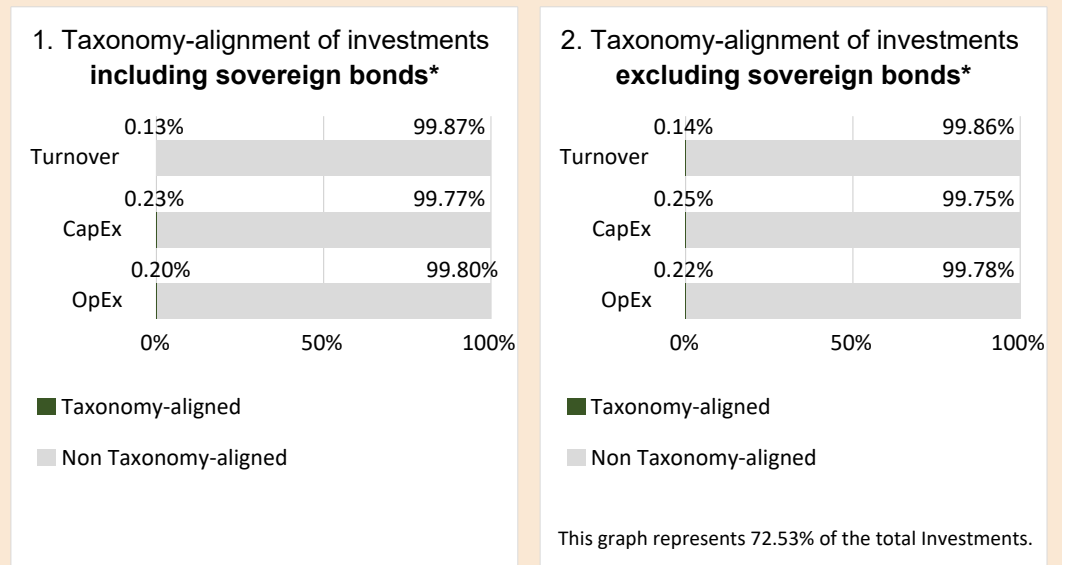 1. Taxonomy-alignment of investments
including sovereign bonds*
0.13% 99.87%
Turnover
0.23% 99.77%
CapEx
0.20% 99.80%
OpEx
0% 50% 100%
Taxonomy-aligned
Non Taxonomy-aligned
2. Taxonomy-alignment of investments
excluding sovereign bonds*
0.14% 99.86%
Turnover
0.25% 99.75%
CapEx
0.22% 99.78%
OpEx
0% 50% 100%
Taxonomy-aligned
Non Taxonomy-aligned
This graph represents 72.53% of the total Investments.